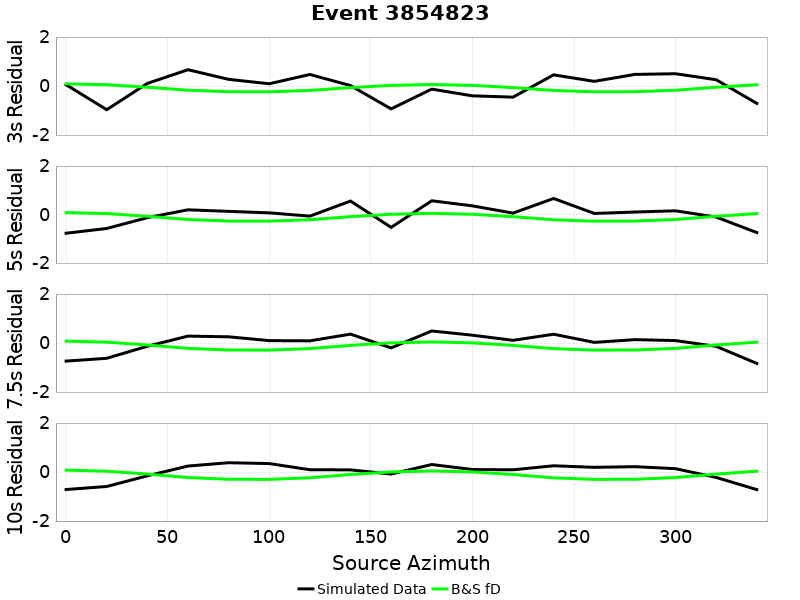 Event 3854823
3s Residual
2
0
-2
5s Residual
2
0
-2
7.5s Residual
2
0
-2
10s Residual
2
0
-2
0 50 100 150 200 250 300
Source Azimuth
Simulated Data B&S fD